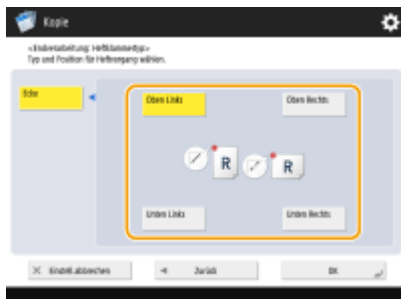 Kopie
<Endverarbeitung: Heftklammertyp>
Typ und Position für Heftvorgang wählen.
Ecke
Oben Links
Oben Rechts
R
R
Unten Links
Unten Rechts
Einstell. abbrechen
Zurück
OK